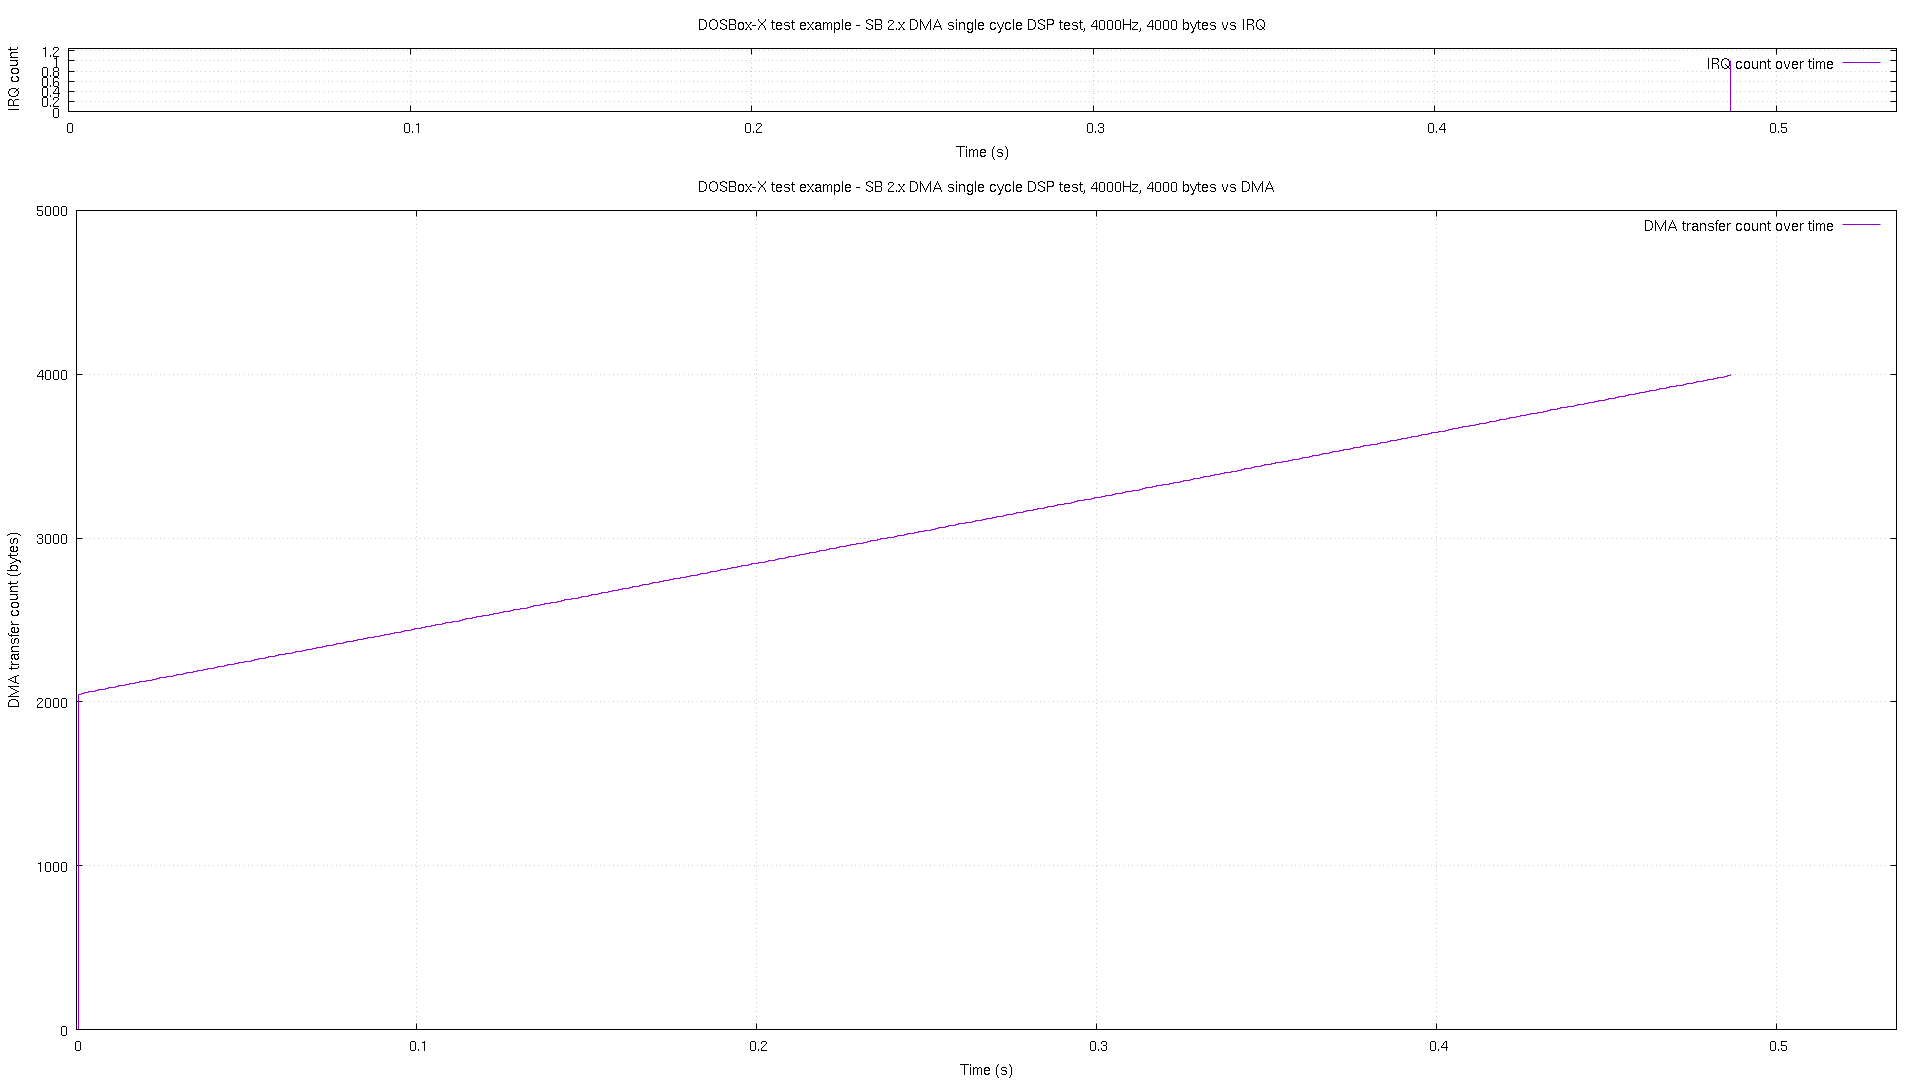 DOSBox-X test example - SB 2.x DMA single cycle DSP test, 4000Hz, 4000 bytes vs IRQ
IRQ count
1.2
1
0.8
0.6
0.4
0.2
0
IRQ count over time
0 0.1 0.2 0.3 0.4 0.5
Time (s)
DOSBox-X test example - SB 2.x DMA single cycle DSP test, 4000Hz, 4000 bytes vs DMA
DMA transfer count (bytes)
5000
4000
3000
2000
1000
0
DMA transfer count over time
0 0.1 0.2 0.3 0.4 0.5
Time (s)